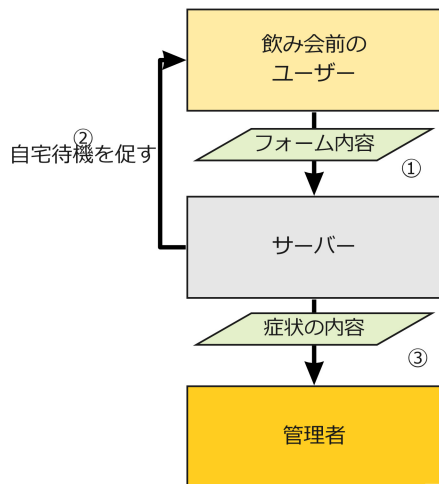 飲み会前の
ユーザー
フォーム内容
①
②
自宅待機を促す
サーバー
症状の内容
③
管理者